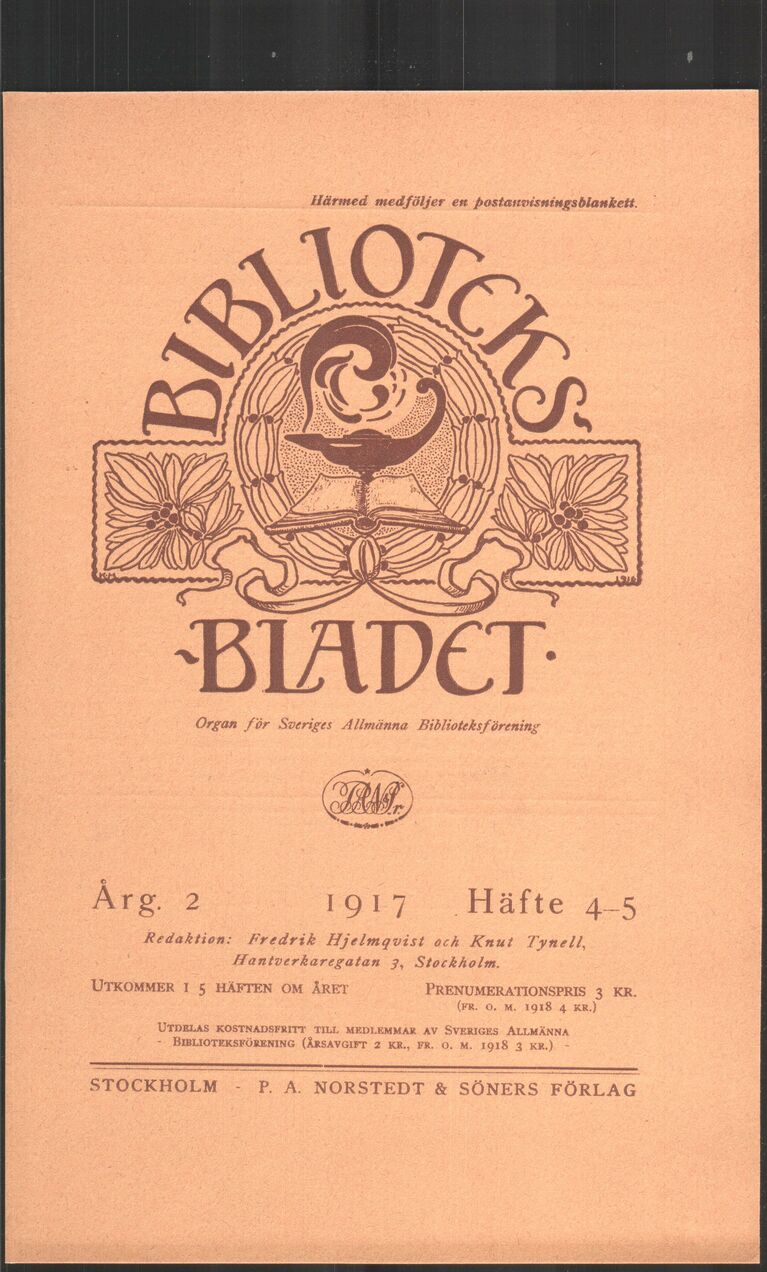 Härmed medföljer en postanvisningsblankett.
BIBLIOTEKS-
K.M.
1916
-BLADET·
Organ för Sveriges Allmänna Biblioteksförening
Årg. 2 1917 Häfte 4–5
Redaktion: Fredrik Hjelmqvist och Knut Tynell,
Hantverkaregatan 3, Stockholm.
UTKOMMER I 5 HÄFTEN OM ÅRET PRENUMERATIONSPRIS 3 KR.
(FR. O. M. 1918 4 KR.)
UTDELAS KOSTNADSFRITT TILL MEDLEMMAR AV SVERIGES ALLMÄNNA
- BIBLIOTEKSFÖRENING (ÅRSAVGIFT 2 KR., FR. O. M. 1918 3 KR.) -
STOCKHOLM - P. A. NORSTEDT & SÖNERS FÖRLAG